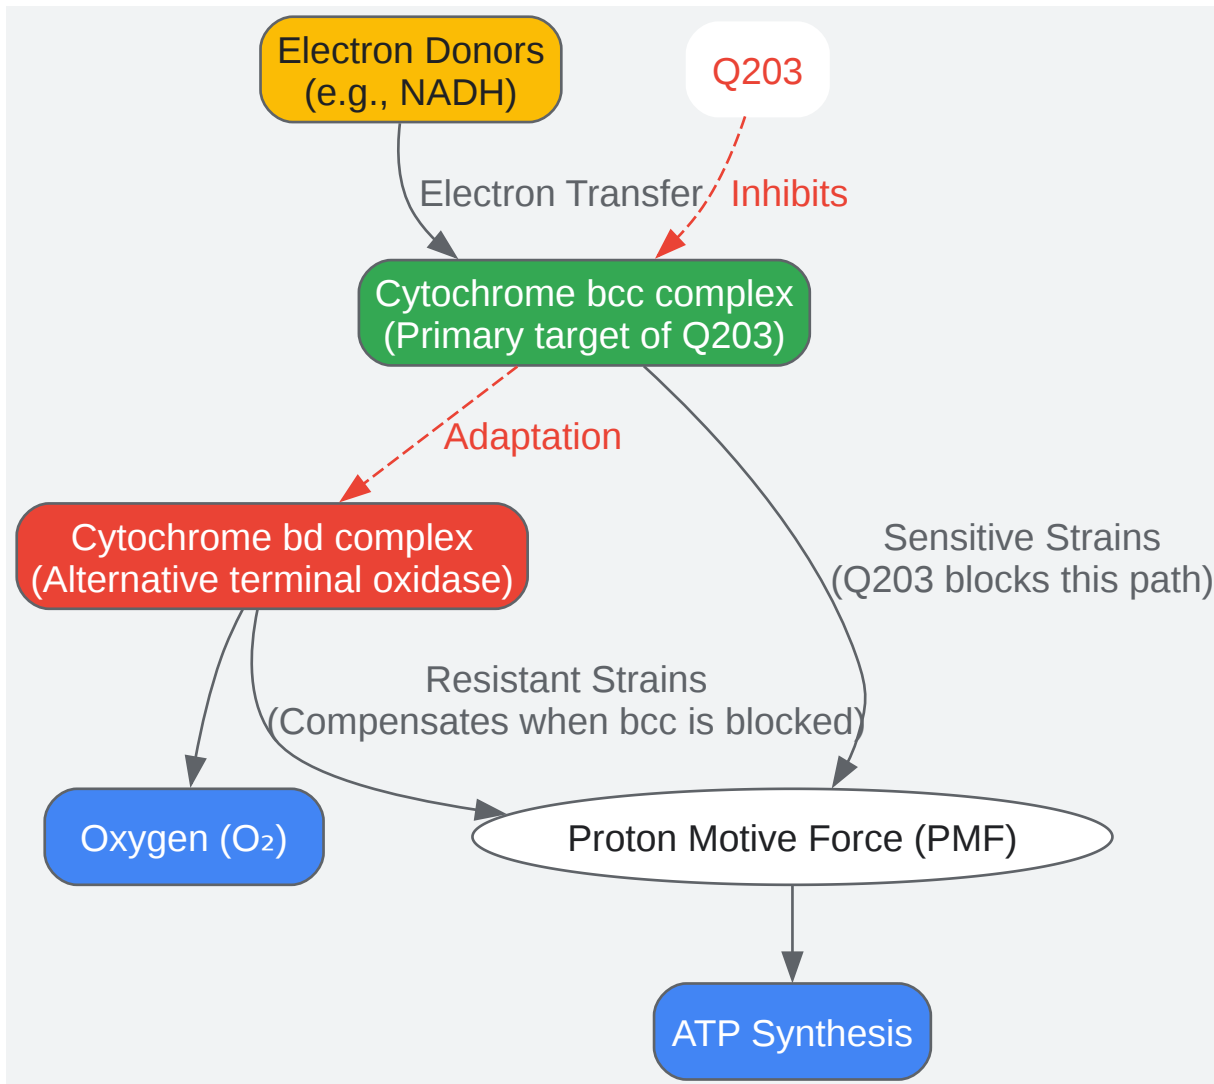 Electron Donors
(e.g., NADH)
Q203
Electron Transfer
Inhibits
Cytochrome bcc complex
(Primary target of Q203)
Adaptation
Cytochrome bd complex
(Alternative terminal oxidase)
Sensitive Strains
(Q203 blocks this path)
Resistant Strains
(Compensates when bcc is blocked)
Oxygen (O₂)
Proton Motive Force (PMF)
ATP Synthesis